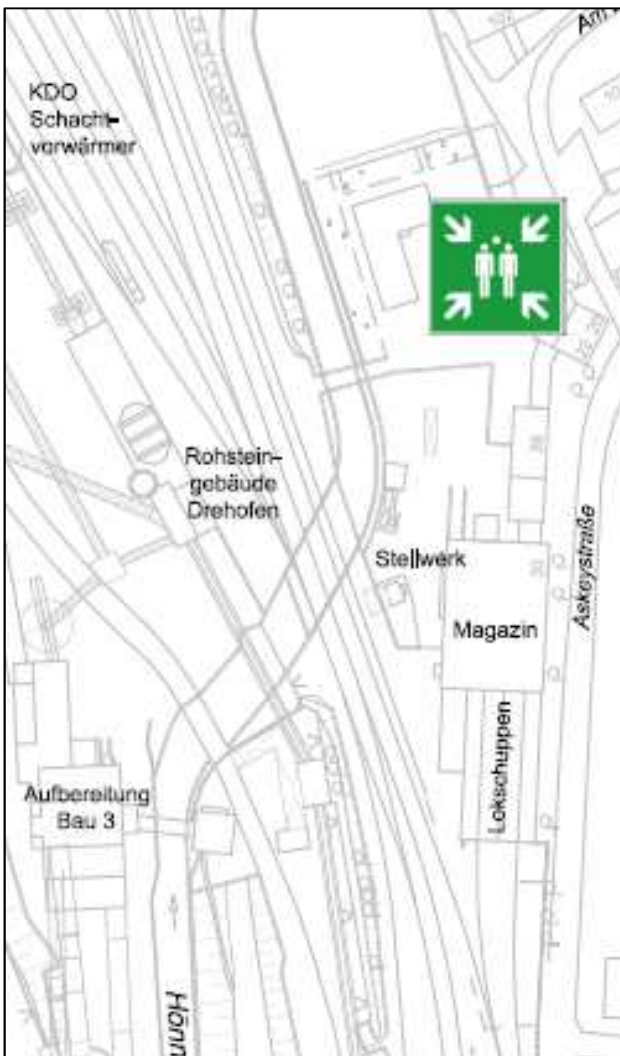 Am
KDO
Schacht-
vorwärmer
Rohstein-
gebäude
Drehofen
Stellwerk
Magazin
Askeystraße
Lokschuppen
Aufbereitung
Bau 3
Hönn